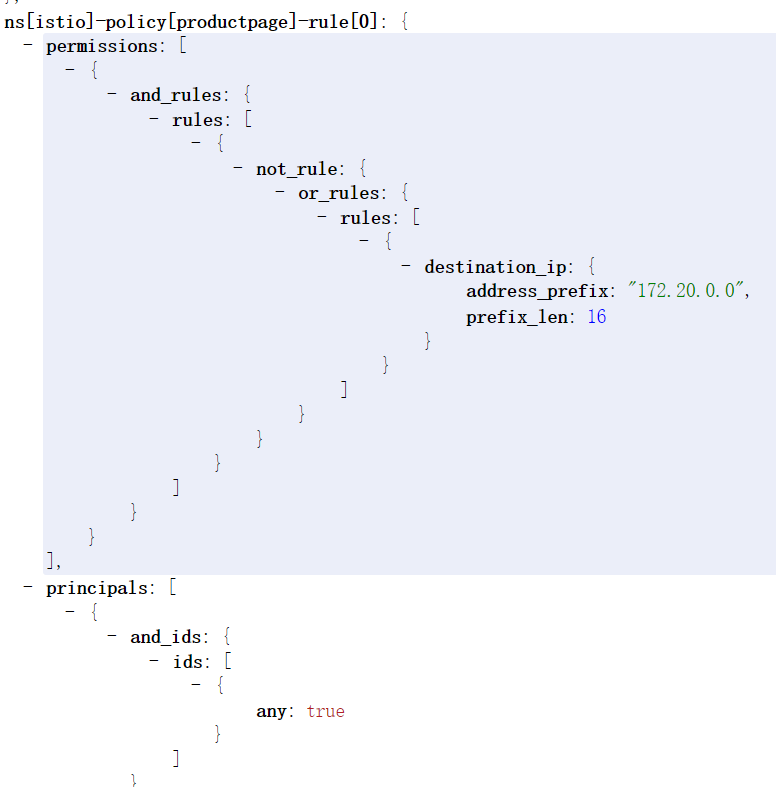 },
ns[istio]-policy[productpage]-rule[0]: {
- permissions: [
- {
- and_rules: {
- rules: [
- {
- not_rule: {
- or_rules: {
- rules: [
- {
- destination_ip: {
address_prefix: "172.20.0.0",
prefix_len: 16
}
}
]
}
}
}
]
}
}
],
- principals: [
- {
- and_ids: {
- ids: [
- {
any: true
}
]
}